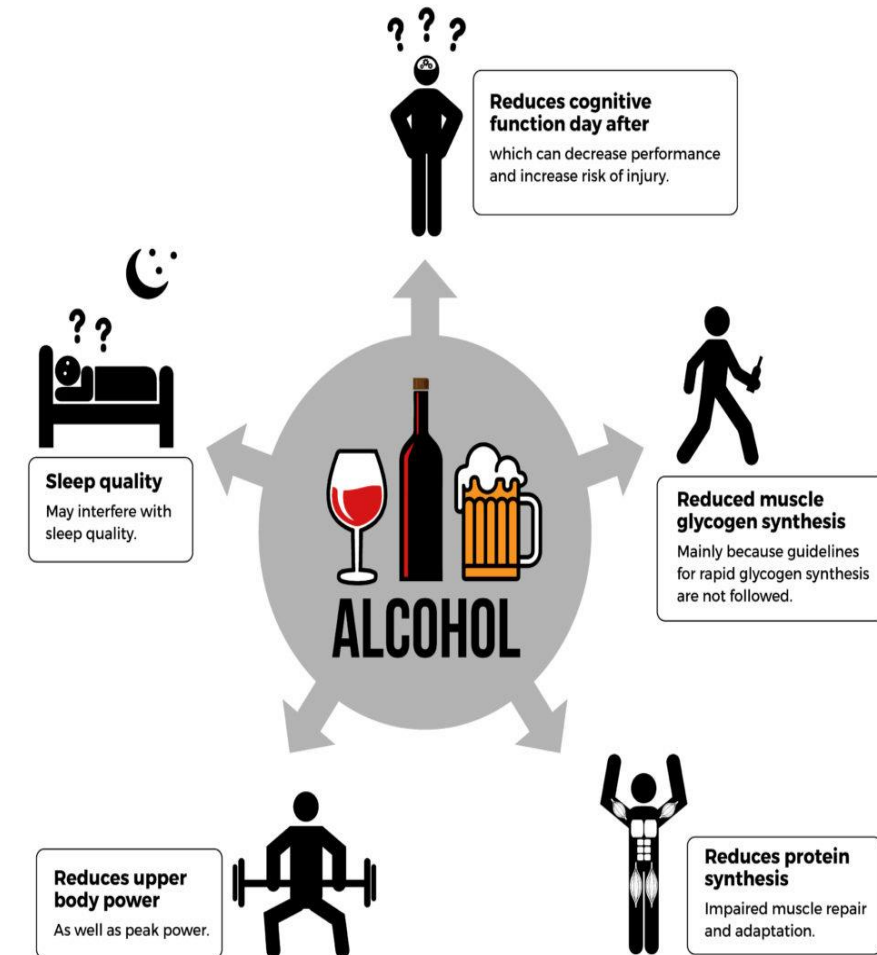 ? ? ?
Reduces cognitive
function day after
which can decrease performance
and increase risk of injury.
? ?
Sleep quality
May interfere with
sleep quality.
Reduced muscle
glycogen synthesis
Mainly because guidelines
for rapid glycogen synthesis
are not followed.
ALCOHOL
Reduces upper
body power
As well as peak power.
Reduces protein
synthesis
Impaired muscle repair
and adaptation.